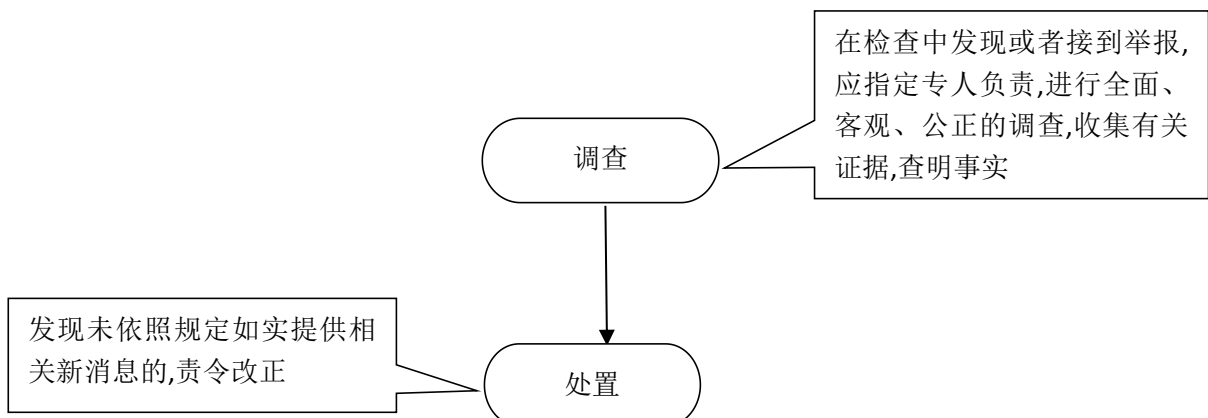 在检查中发现或者接到举报,
应指定专人负责,进行全面、
客观、公正的调查,收集有关
证据,查明事实
调查
发现未依照规定如实提供相
关新消息的,责令改正
处置